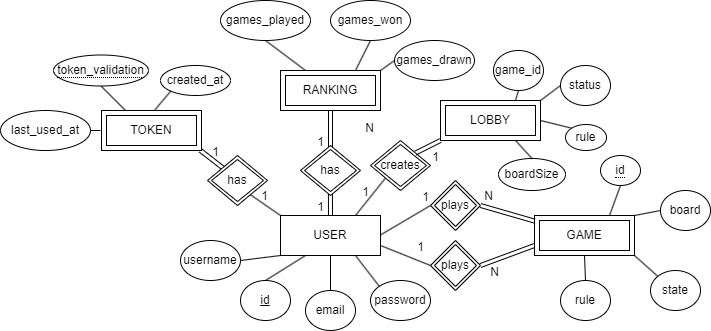 games_played
games_won
games_drawn
token_validation
created_at
game_id
status
RANKING
last_used_at
TOKEN
N
LOBBY
rule
1
1
1
has
has
creates
boardSize
id
1
1
1
1
N
plays
board
1
USER
GAME
username
1
plays
N
id
email
password
rule
state